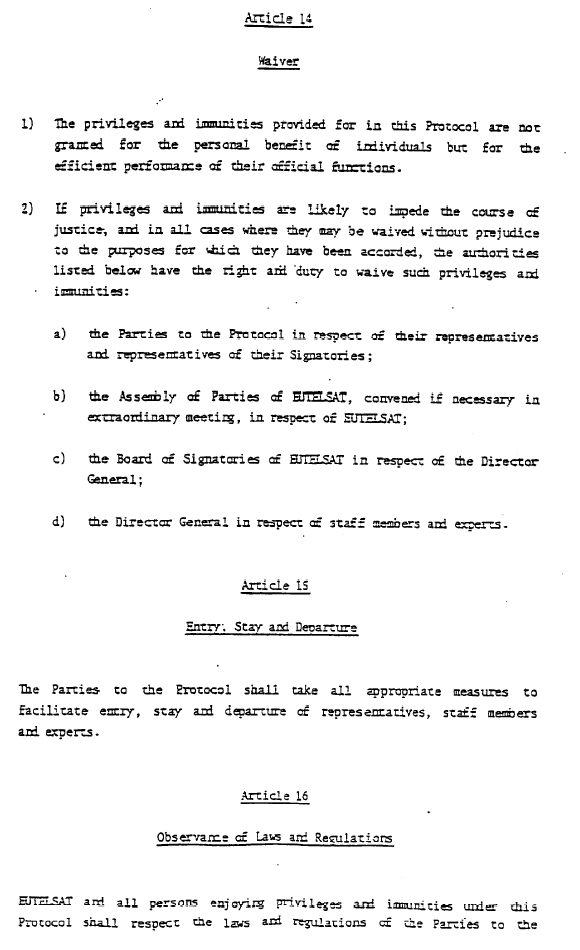 Article 14
Waiver
1) The privileges and immunities provided for in this Protocol are not
granted for the personal benefit of individuals but for the
efficient performance of their official functions.
2) If privileges and immunities are likely to impede the course of
justice, and in all cases where they may be waived without prejudice
to the purposes for which they have been accorded, the authorities
listed below have the right and duty to waive such privileges and
immunities:
a) the Parties to the Protocol in respect of their representatives
and representatives of their Signatories;
b) the Assembly of Parties of EUTELSAT, convened if necessary in
extraordinary meeting, in respect of EUTELSAT;
c) the Board of Signatories of EUTELSAT in respect of the Director
General;
d) the Director General in respect of staff members and experts.
Article 15
Entry, Stay and Departure
The Parties to the Protocol shall take all appropriate measures to
facilitate entry, stay and departure of representatives, staff members
and experts.
Article 16
Observance of Laws and Regulations
EUTELSAT and all persons enjoying privileges and immunities under this
Protocol shall respect the laws and regulations of the Parties to the